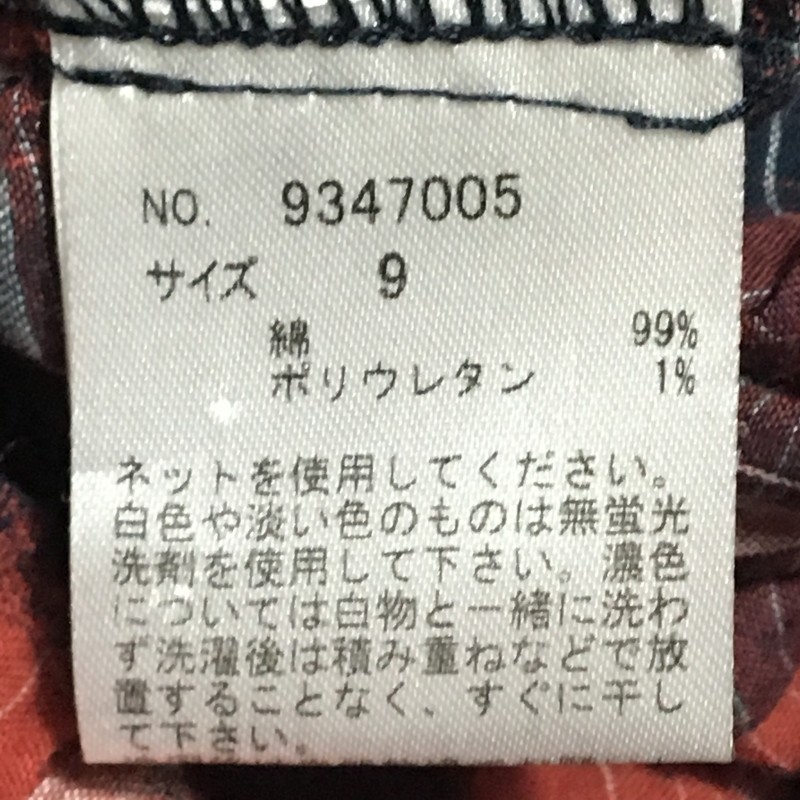 NO. 9347005
サイズ 9
綿 99%
ポリウレタン 1%
ネットを使用してください。
白色や淡い色のものは無蛍光
洗剤を使用して下さい。濃色
については白物と一緒に洗わ
ず洗濯後は積み重ねなどで放
置することなく、すぐに干し
て下さい。